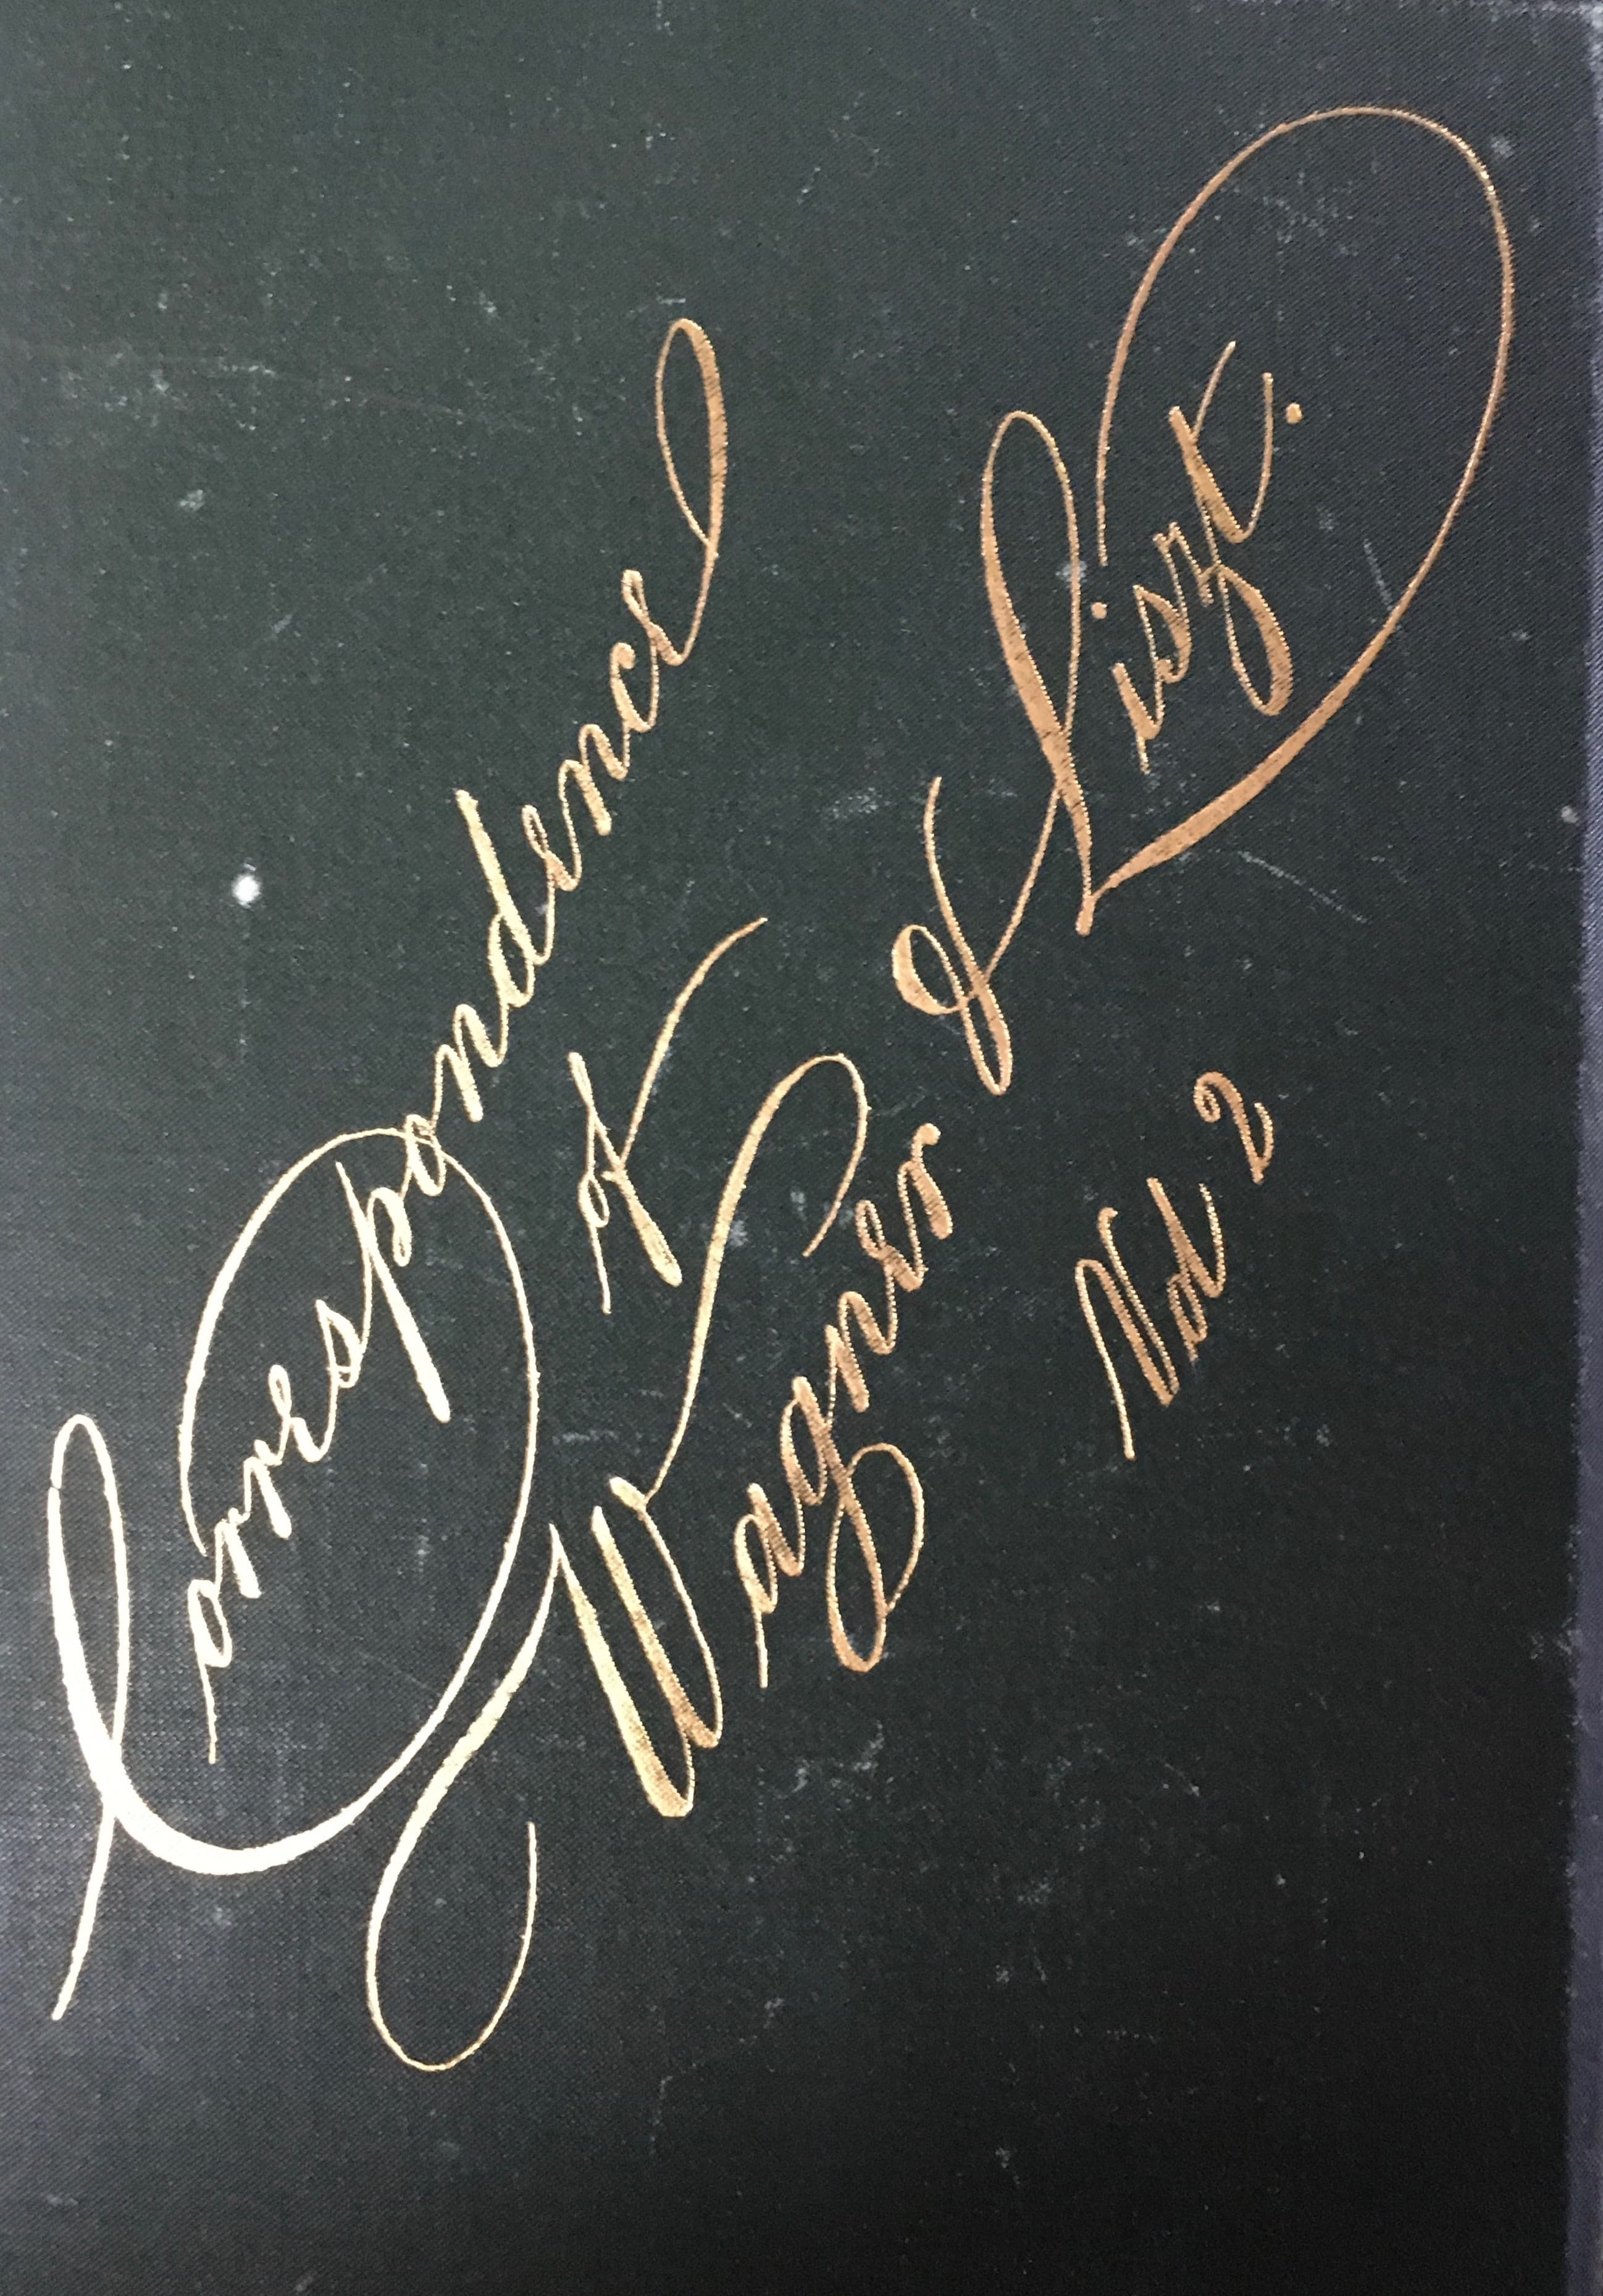 Correspondence
of
Wagner & Liszt.
Vol 2